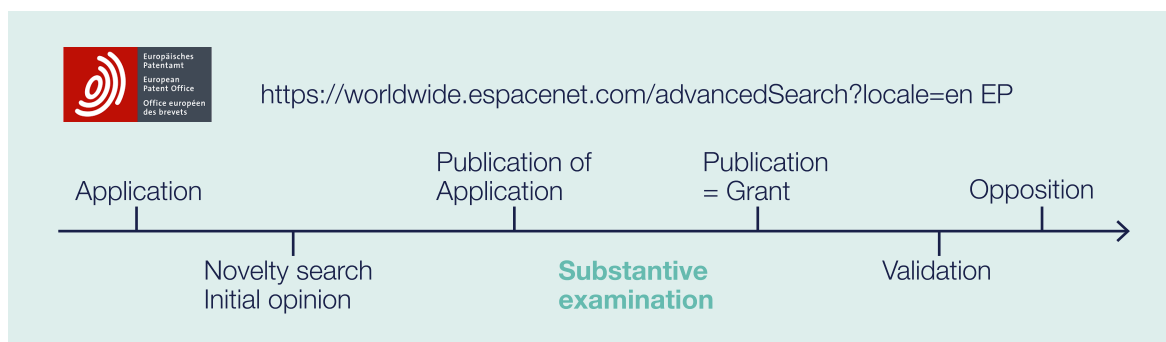 Europäisches
Patentamt
European
Patent Office
Office européen
des brevets
https://worldwide.espacenet.com/advancedSearch?locale=en EP
Application
Publication of
Application
Publication
= Grant
Opposition
Novelty search
Initial opinion
Substantive
examination
Validation